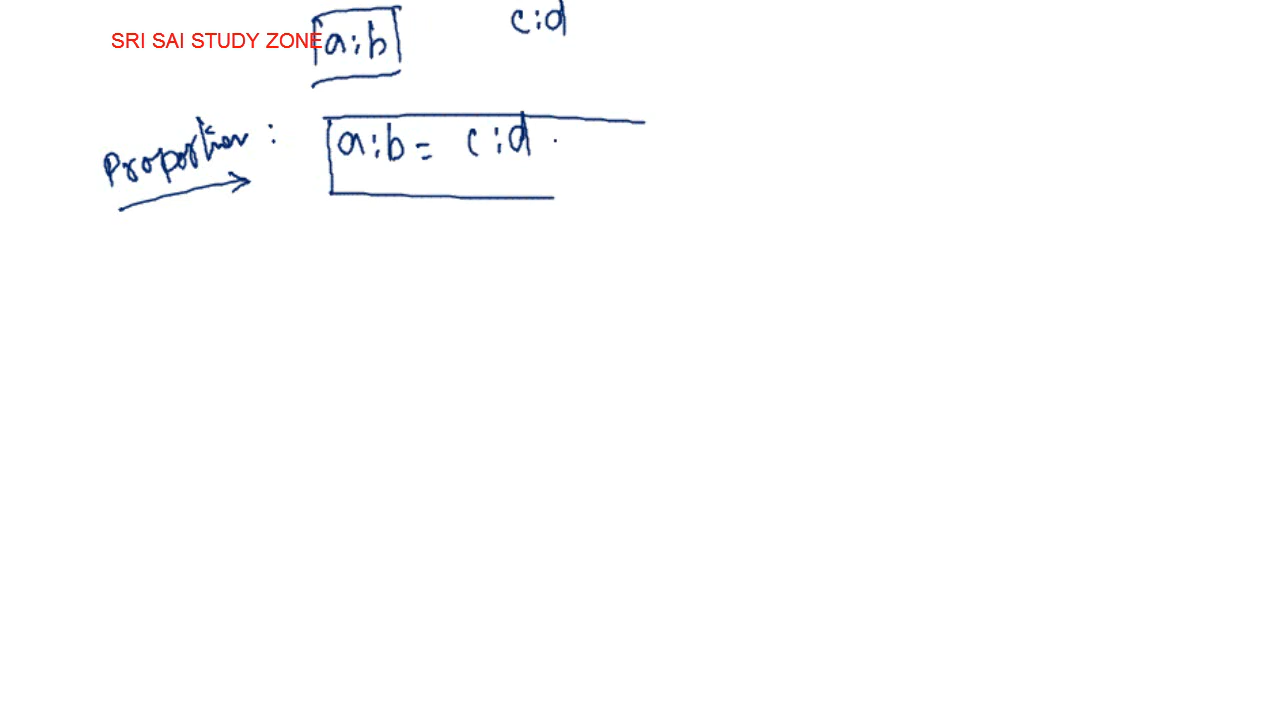 c:d
SRI SAI STUDY ZONE a:b
Proportion : a:b = c:d